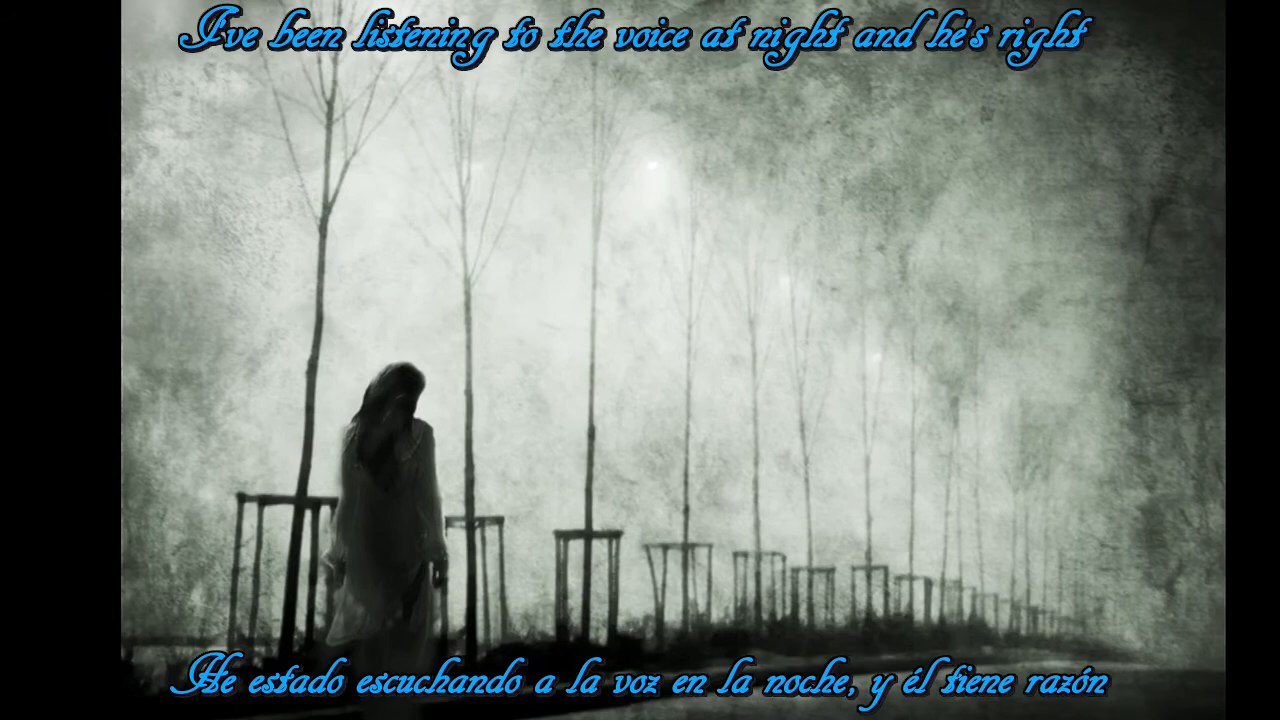 I've been listening to the voice at night and he's right
He estado escuchando a la voz en la noche, y él tiene razón